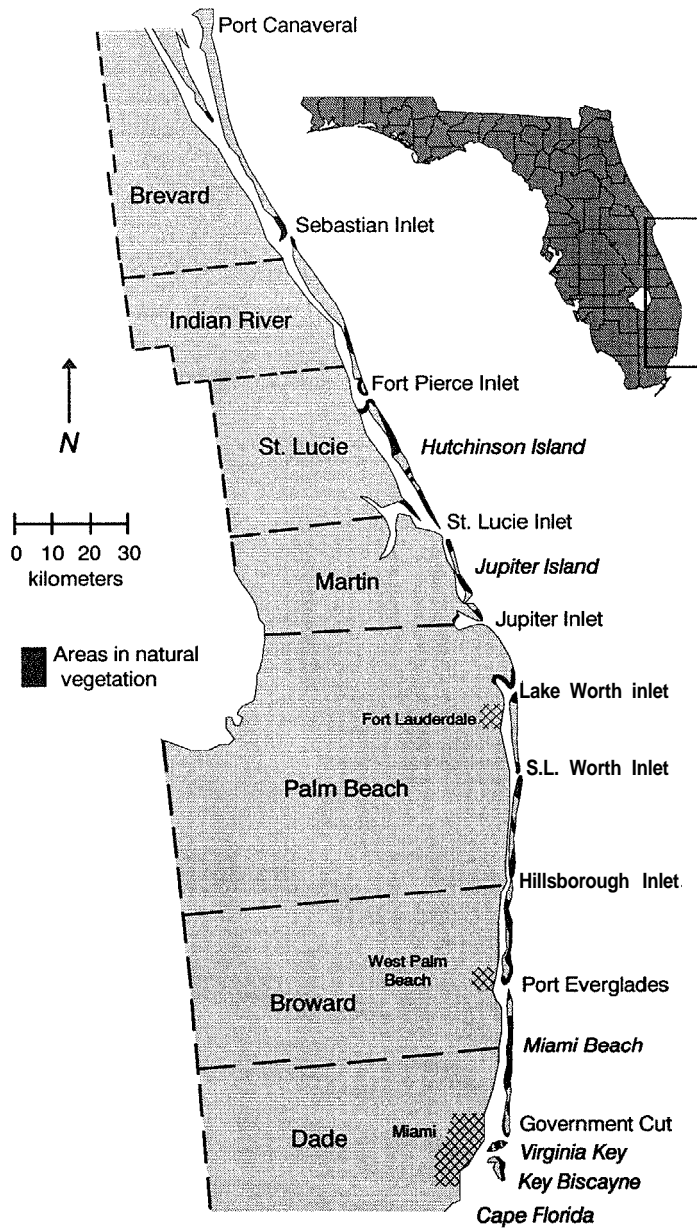 Port Canaveral
Brevard
Sebastian Inlet
Indian River
Fort Pierce Inlet
N
St. Lucie
Hutchinson Island
St. Lucie Inlet
0 10 20 30
kilometers
Martin
Jupiter Island
Jupiter Inlet
Areas in natural
vegetation
Lake Worth inlet
Fort Lauderdale
S.L. Worth Inlet
Palm Beach
Hillsborough Inlet.
West Palm
Beach
Port Everglades
Broward
Miami Beach
Government Cut
Miami
Dade
Virginia Key
Key Biscayne
Cape Florida